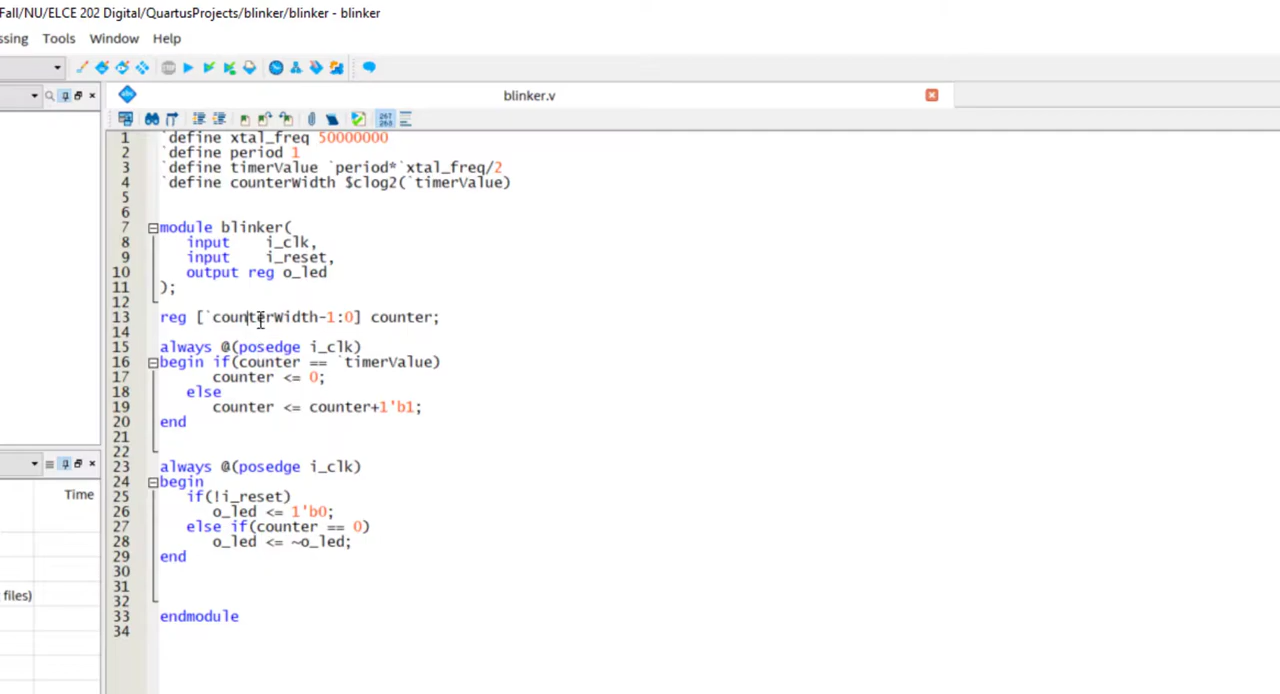 Fall/NU/ELCE 202 Digital/QuartusProjects/blinker/blinker - blinker
ssing Tools Window Help
blinker.v
267
268
1 `define xtal_freq 50000000
2 `define period 1
3 `define timerValue `period*`xtal_freq/2
4 `define counterWidth $clog2(`timerValue)
5
6
7 module blinker(
8 input i_clk,
9 input i_reset,
10 output reg o_led
11 );
12
13 reg [`counterWidth-1:0] counter;
14
15 always @(posedge i_clk)
16 begin if(counter == `timerValue)
17 counter <= 0;
18 else
19 counter <= counter+1'b1;
20 end
21
22
23 always @(posedge i_clk)
24 begin
25 if(!i_reset)
26 o_led <= 1'b0;
27 else if(counter == 0)
28 o_led <= ~o_led;
29 end
30
31
32
33 endmodule
34
Time
files)